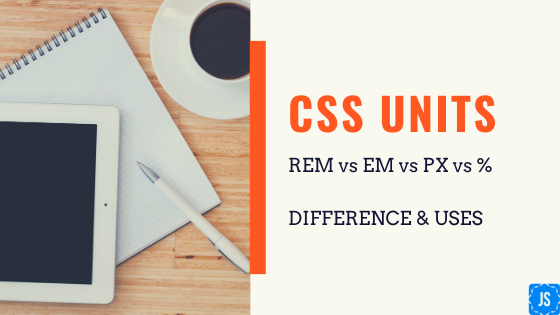 CSS UNITS
REM vs EM vs PX vs %
DIFFERENCE & USES
JS